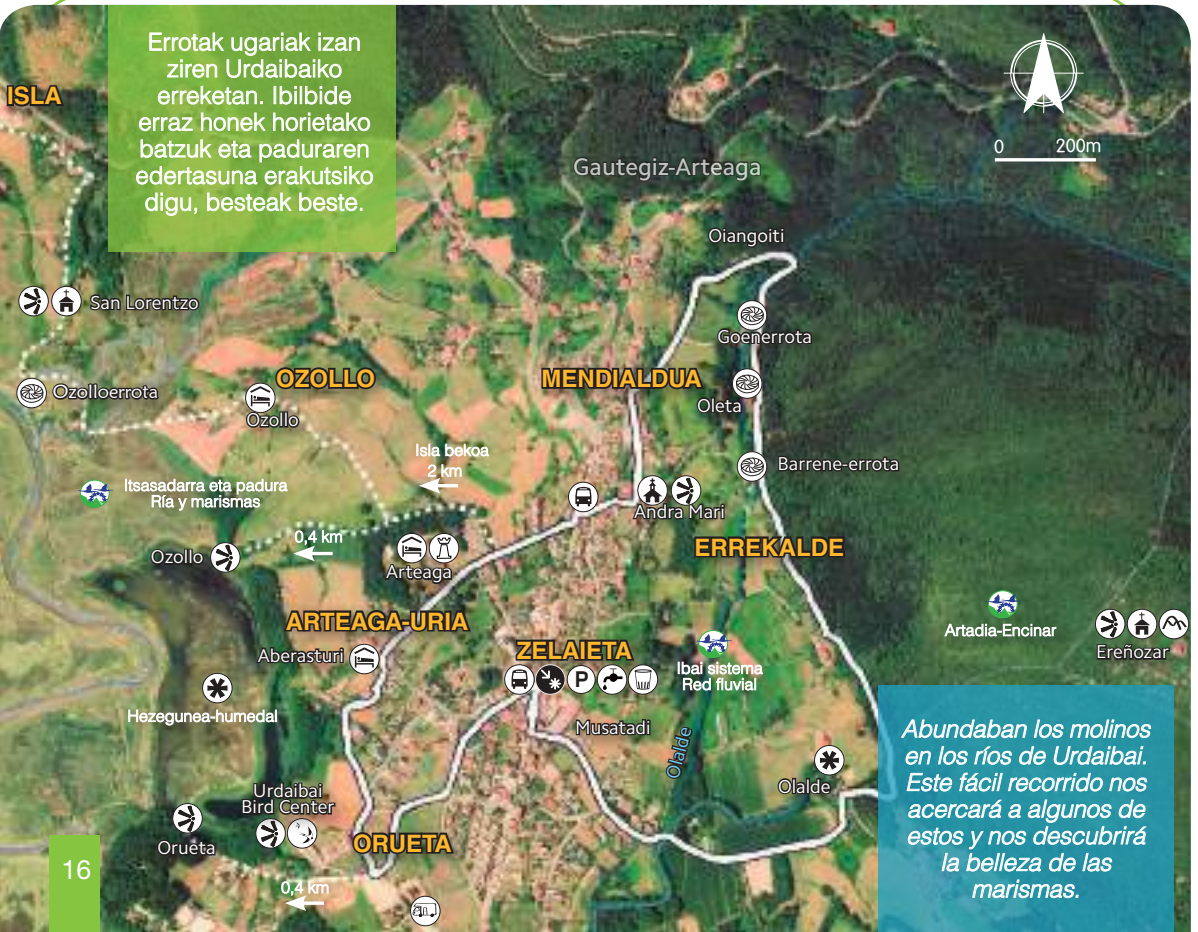 Errotak ugariak izan
ziren Urdaibaiko
erreketan. Ibilbide
erraz honek horietako
batzuk eta paduraren
edertasuna erakutsiko
digu, besteak beste.
ISLA
0 200m
Gautegiz-Arteaga
Oiangoiti
San Lorentzo
Goenerrota
OZOLLO
MENDIALDUA
Ozolloerrota
Oleta
Ozollo
Isla bekoa
2 km
Barrene-errota
Itsasadarra eta padura
Ría y marismas
Andra Mari
0,4 km
ERREKALDE
Ozollo
Arteaga
ARTEAGA-URIA
Artadia-Encinar
Ereñozar
ZELAIETA
Aberasturi
Ibai sistema
Red fluvial
P
Hezegunea-humedal
Musatadi
Olalde
Olalde
Urdaibai
Bird Center
Orueta
ORUETA
0,4 km
Abundaban los molinos
en los ríos de Urdaibai.
Este fácil recorrido nos
acercará a algunos de
estos y nos descubrirá
la belleza de las
marismas.
16